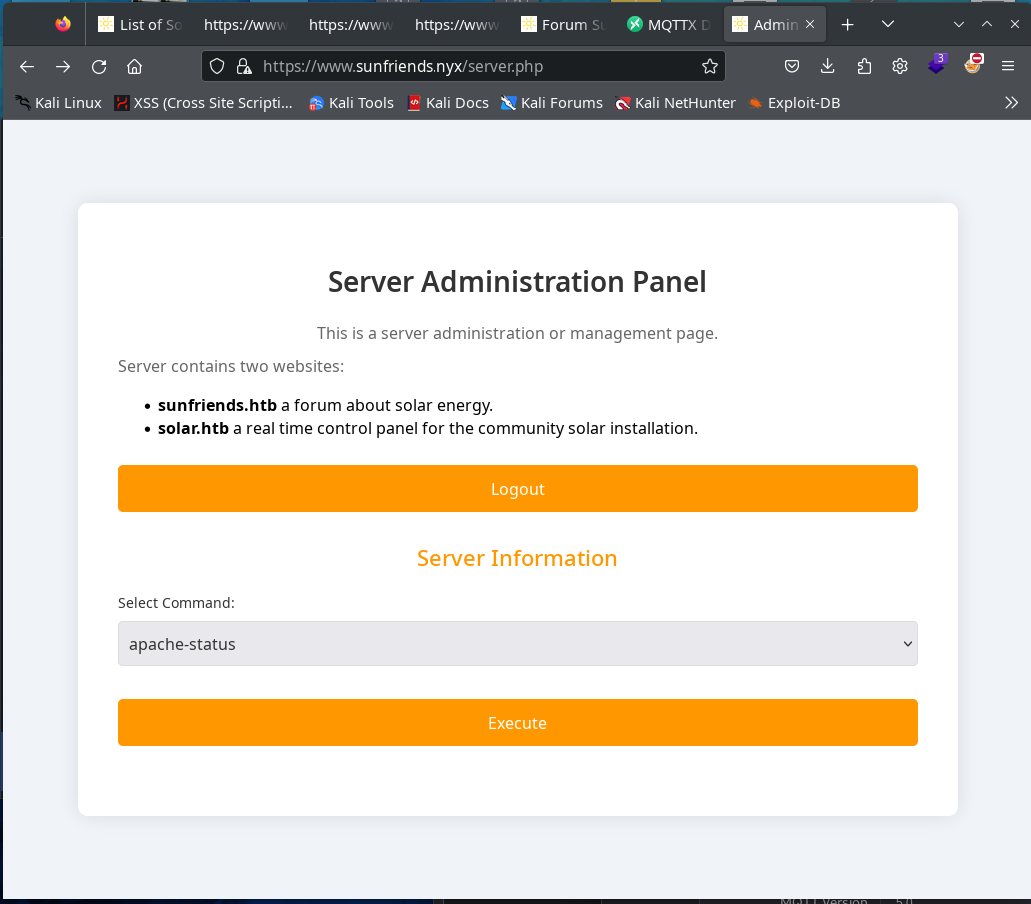 List of So
https://www
https://www
https://www
Forum Su
MQTTX D
Admin
https://www.sunfriends.nyx/server.php
3
Kali Linux
XSS (Cross Site Scripti...
Kali Tools
Kali Docs
Kali Forums
Kali NetHunter
Exploit-DB
Server Administration Panel
This is a server administration or management page.
Server contains two websites:
• sunfriends.htb a forum about solar energy.
• solar.htb a real time control panel for the community solar installation.
Logout
Server Information
Select Command:
apache-status
Execute
MQTT Version 5.0